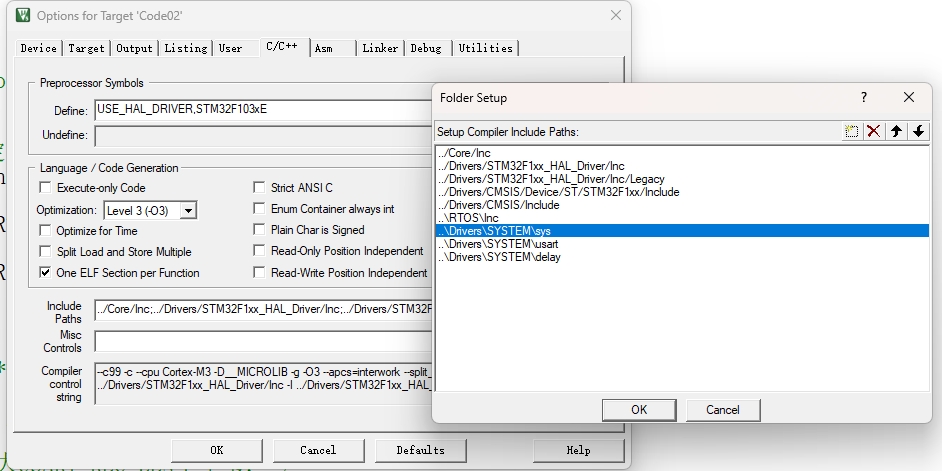 Options for Target 'Code02'
Device Target Output Listing User C/C++ Asm Linker Debug Utilities
Preprocessor Symbols
Define: USE_HAL_DRIVER,STM32F103xE
Undefine:
Language / Code Generation
Execute-only Code
Strict ANSI C
Optimization: Level 3 (-O3)
Enum Container always int
Optimize for Time
Plain Char is Signed
Split Load and Store Multiple
Read-Only Position Independent
One ELF Section per Function
Read-Write Position Independent
Include Paths
../Core/Inc;../Drivers/STM32F1xx_HAL_Driver/Inc;../Drivers/STM32F
Misc Controls
Compiler control string
--c99 -c --cpu Cortex-M3 -D__MICROLIB -g -O3 --apcs=interwork --split_
../Drivers/STM32F1xx_HAL_Driver/Inc -I ../Drivers/STM32F1xx_HAL_
OK Cancel Defaults Help
Folder Setup
?
Setup Compiler Include Paths:
../Core/Inc
../Drivers/STM32F1xx_HAL_Driver/Inc
../Drivers/STM32F1xx_HAL_Driver/Inc/Legacy
../Drivers/CMSIS/Device/ST/STM32F1xx/Include
../Drivers/CMSIS/Include
..\RTOS\Inc
..\Drivers\SYSTEM\sys
..\Drivers\SYSTEM\usart
..\Drivers\SYSTEM\delay
OK Cancel